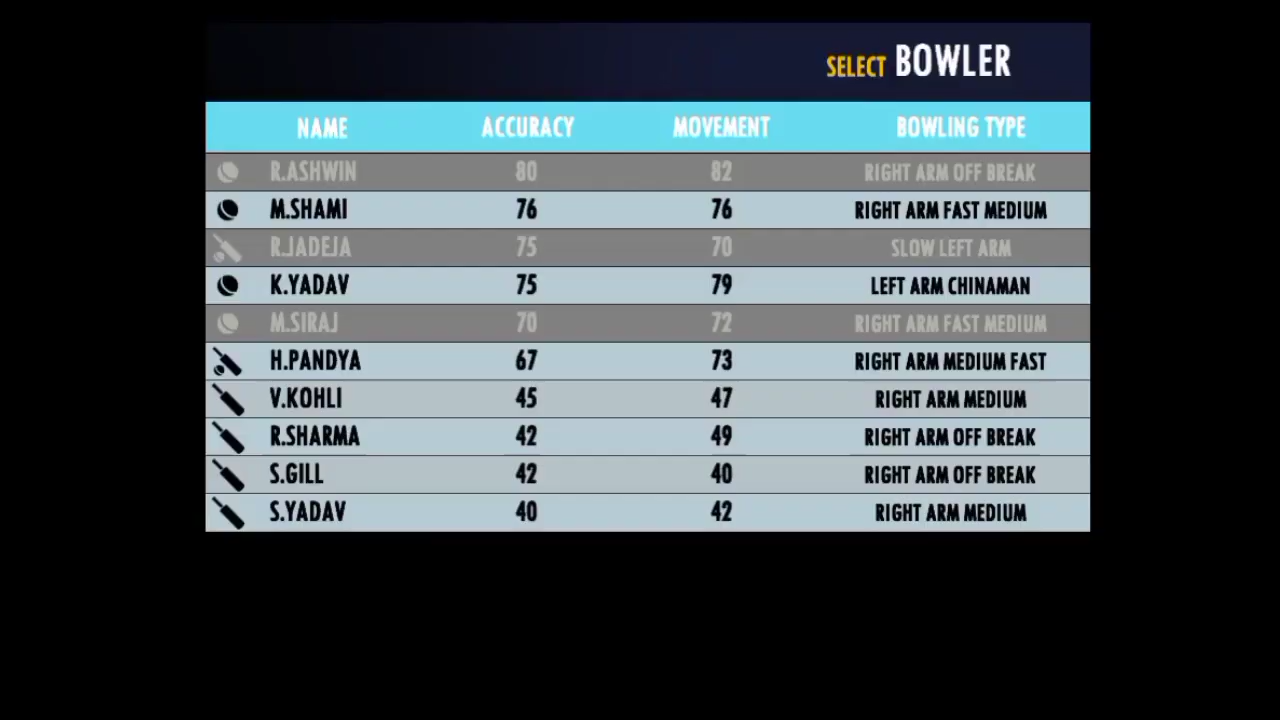 SELECT BOWLER
NAME ACCURACY MOVEMENT BOWLING TYPE
R.ASHWIN 80 82 RIGHT ARM OFF BREAK
M.SHAMI 76 76 RIGHT ARM FAST MEDIUM
R.JADEJA 75 70 SLOW LEFT ARM
K.YADAV 75 79 LEFT ARM CHINAMAN
M.SIRAJ 70 72 RIGHT ARM FAST MEDIUM
H.PANDYA 67 73 RIGHT ARM MEDIUM FAST
V.KOHLI 45 47 RIGHT ARM MEDIUM
R.SHARMA 42 49 RIGHT ARM OFF BREAK
S.GILL 42 40 RIGHT ARM OFF BREAK
S.YADAV 40 42 RIGHT ARM MEDIUM